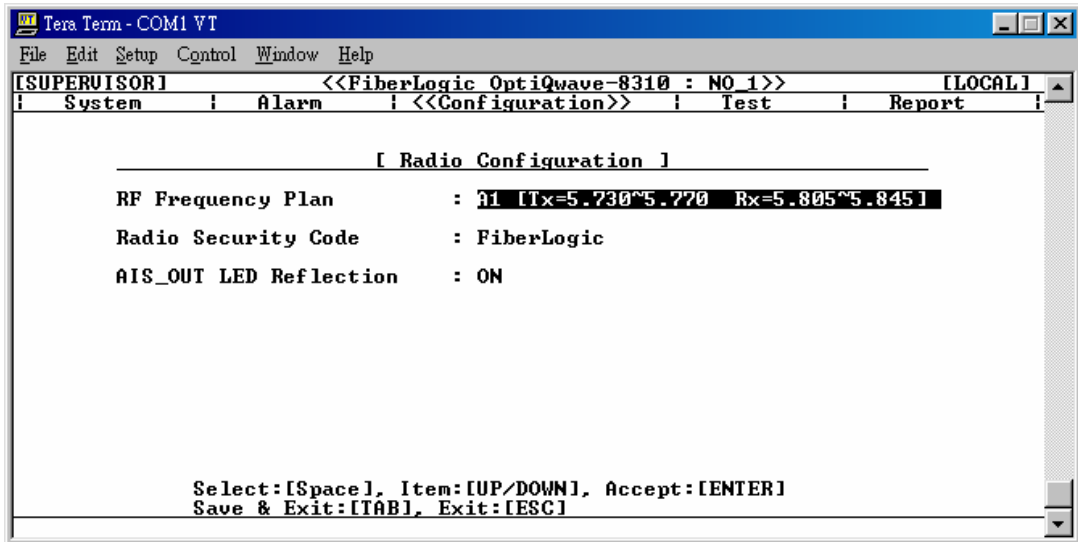 Tera Term - COM1 VT
File Edit Setup Control Window Help
[SUPERVISOR] <<FiberLogic OptiQwave-8310 : NO_1>> [LOCAL]
¦ System ¦ Alarm ¦ <<Configuration>> ¦ Test ¦ Report ¦
[ Radio Configuration ]
RF Frequency Plan : A1 [Tx=5.730~5.770 Rx=5.805~5.845]
Radio Security Code : FiberLogic
AIS_OUT LED Reflection : ON
Select:[Space], Item:[UP/DOWN], Accept:[ENTER]
Save & Exit:[TAB], Exit:[ESC]